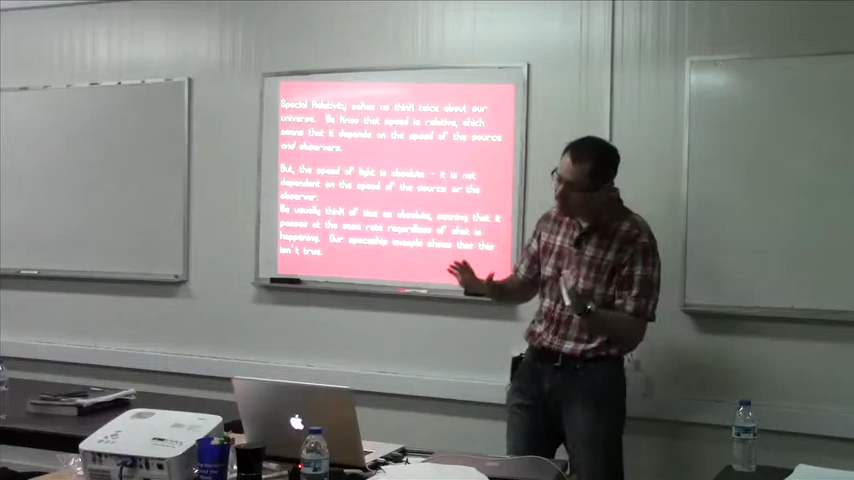 Special Relativity makes us think twice about our
universe. We know that speed is relative, which
means that it depends on the speed of the source
and observers.
But, the speed of light is absolute - it is not
dependent on the speed of the source or the
observer.
We usually think of time as absolute, meaning that it
passes at the same rate regardless of what is
happening. Our spaceship example shows that this
isn't true.